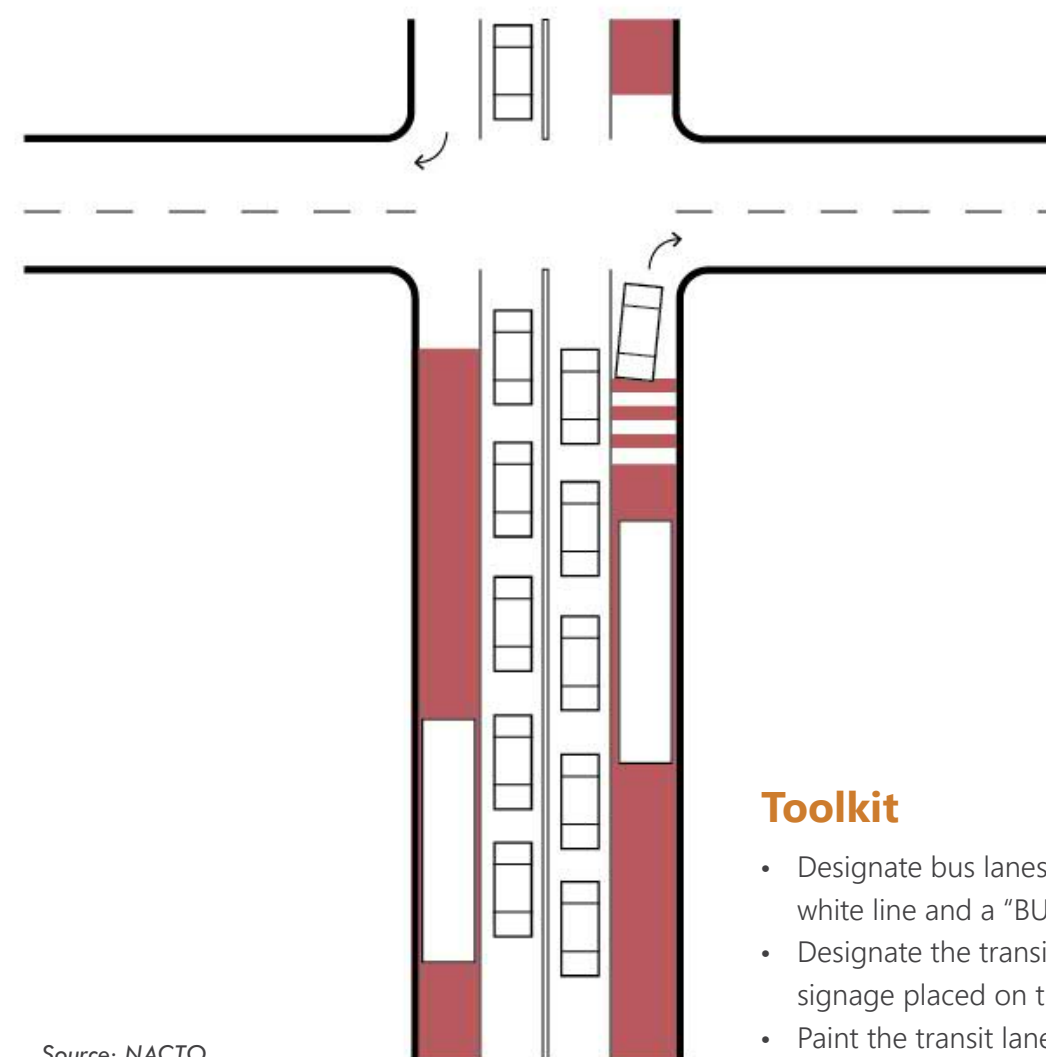 Toolkit
• Designate bus lanes
white line and a “BU
• Designate the transi
signage placed on t
• Paint the transit lane
Source: NACTO